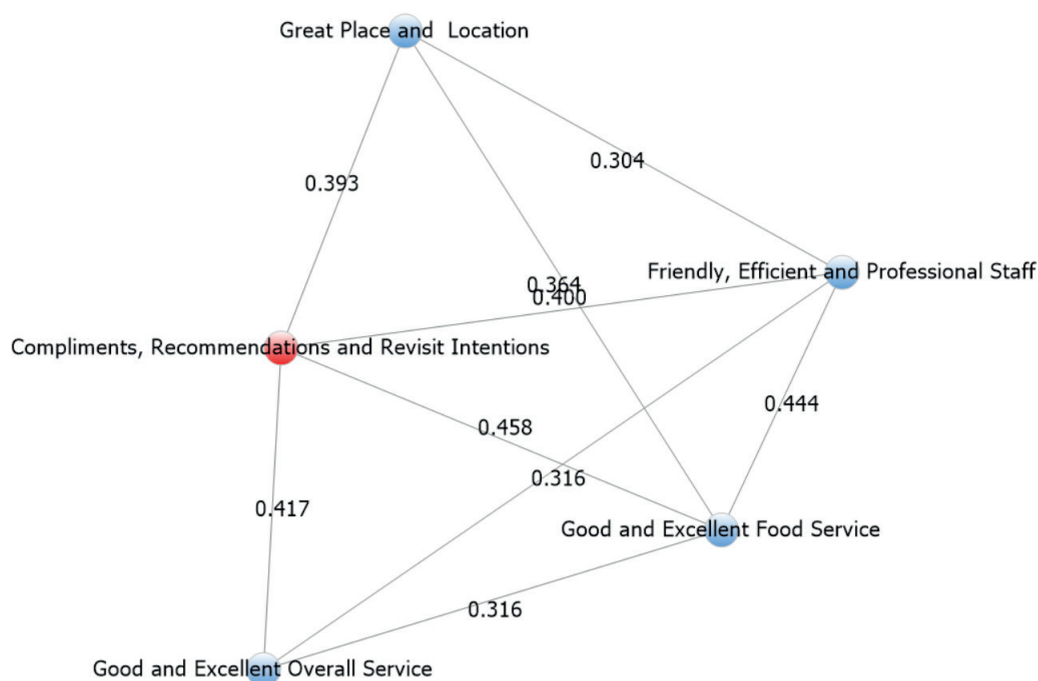 Great Place and Location
0.304
0.393
Friendly, Efficient and Professional Staff
0.364
0.400
Compliments, Recommendations and Revisit Intentions
0.444
0.458
0.316
0.417
Good and Excellent Food Service
0.316
Good and Excellent Overall Service